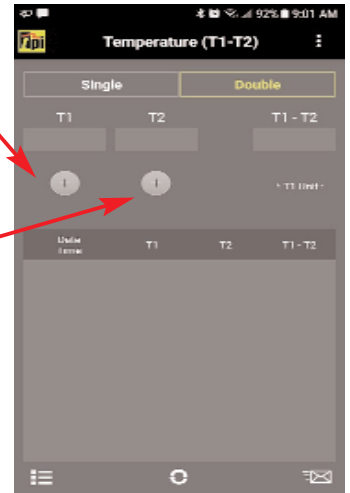 92% 9:01 AM
Tpi Temperature (T1-T2)
Single Double
T1 T2 T1 - T2
Date T1 T2 T1 - T2
Time